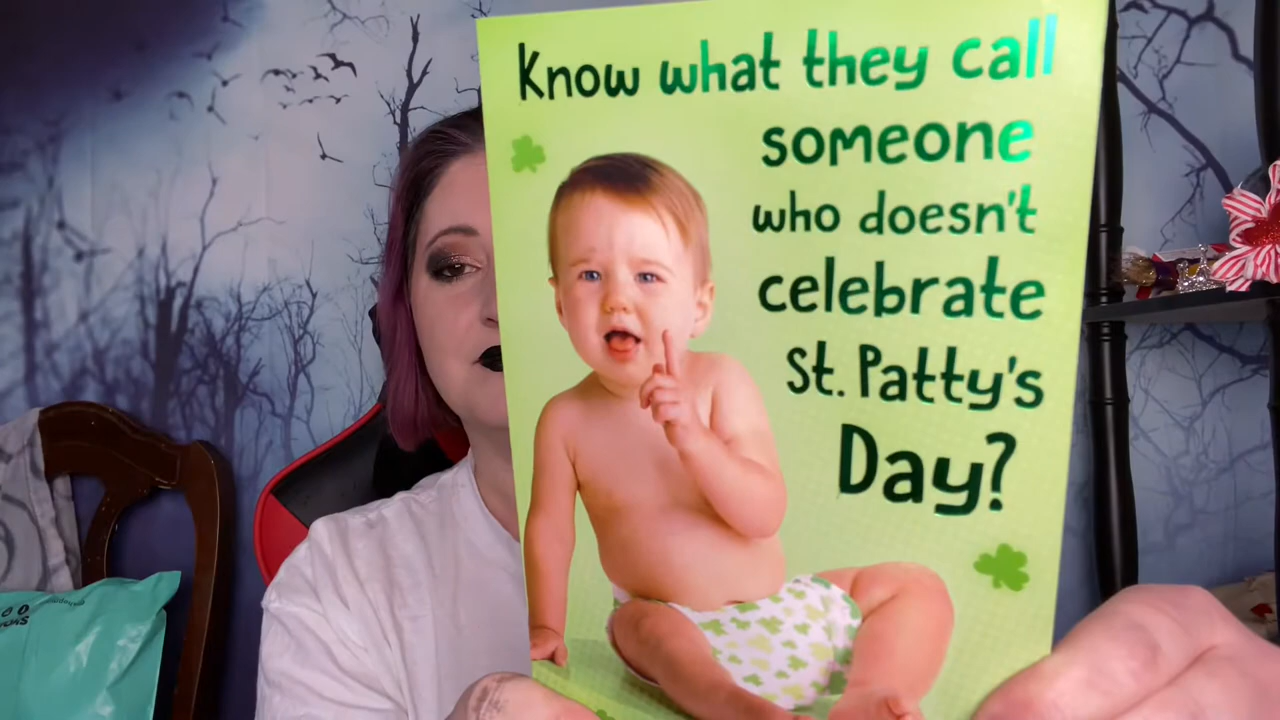 Know what they call
someone
who doesn't
celebrate
St. Patty's
Day?